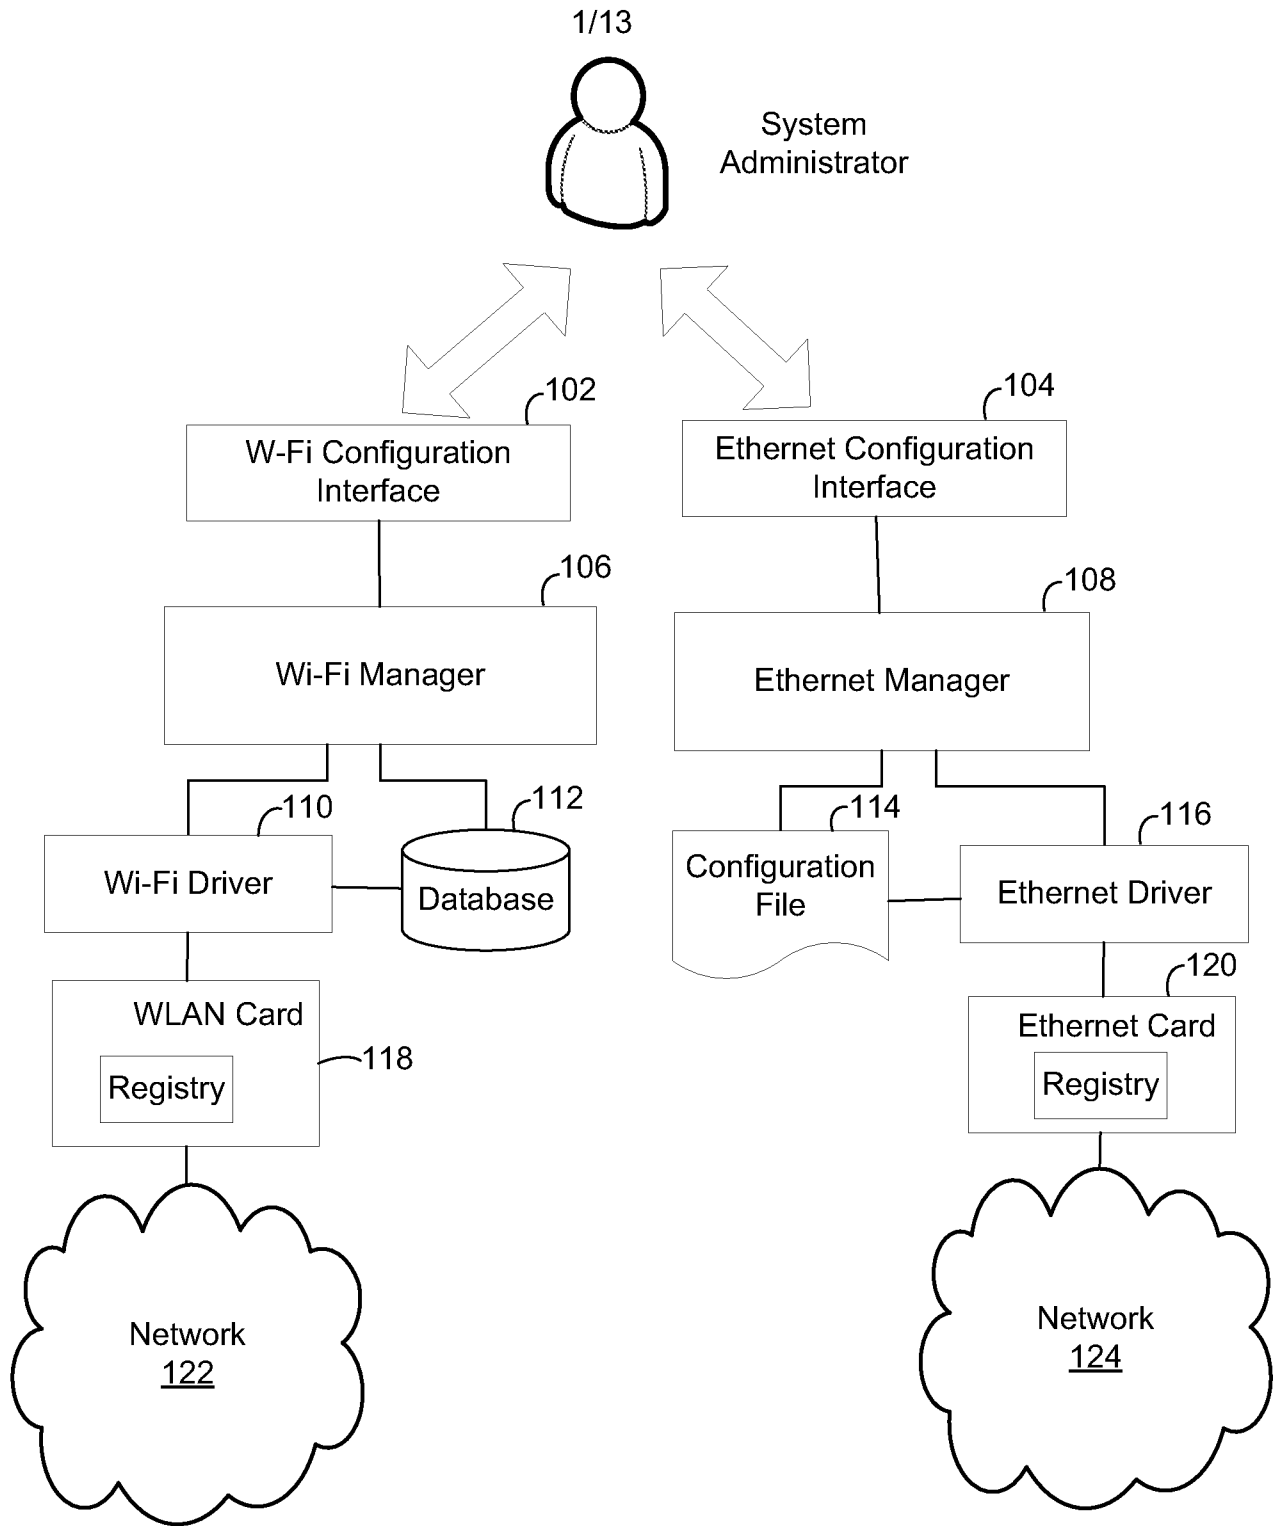 1/13
System
Administrator
102
W-Fi Configuration
Interface
104
Ethernet Configuration
Interface
106
Wi-Fi Manager
108
Ethernet Manager
110
Wi-Fi Driver
112
Database
114
Configuration
File
116
Ethernet Driver
WLAN Card
Registry
118
120
Ethernet Card
Registry
Network
122
Network
124